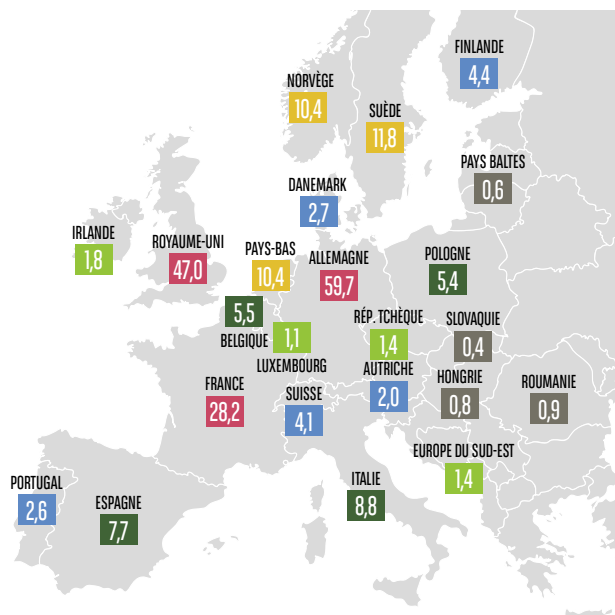 FINLANDE
4,4
NORVÈGE
10,4
SUÈDE
11,8
PAYS BALTES
0,6
DANEMARK
2,7
IRLANDE
1,8
ROYAUME-UNI
47,0
PAYS-BAS
10,4
ALLEMAGNE
59,7
POLOGNE
5,4
5,5
BELGIQUE
1,1
LUXEMBOURG
RÉP. TCHÈQUE
1,4
SLOVAQUIE
0,4
FRANCE
28,2
SUISSE
4,1
AUTRICHE
2,0
HONGRIE
0,8
ROUMANIE
0,9
EUROPE DU SUD-EST
1,4
PORTUGAL
2,6
ESPAGNE
7,7
ITALIE
8,8